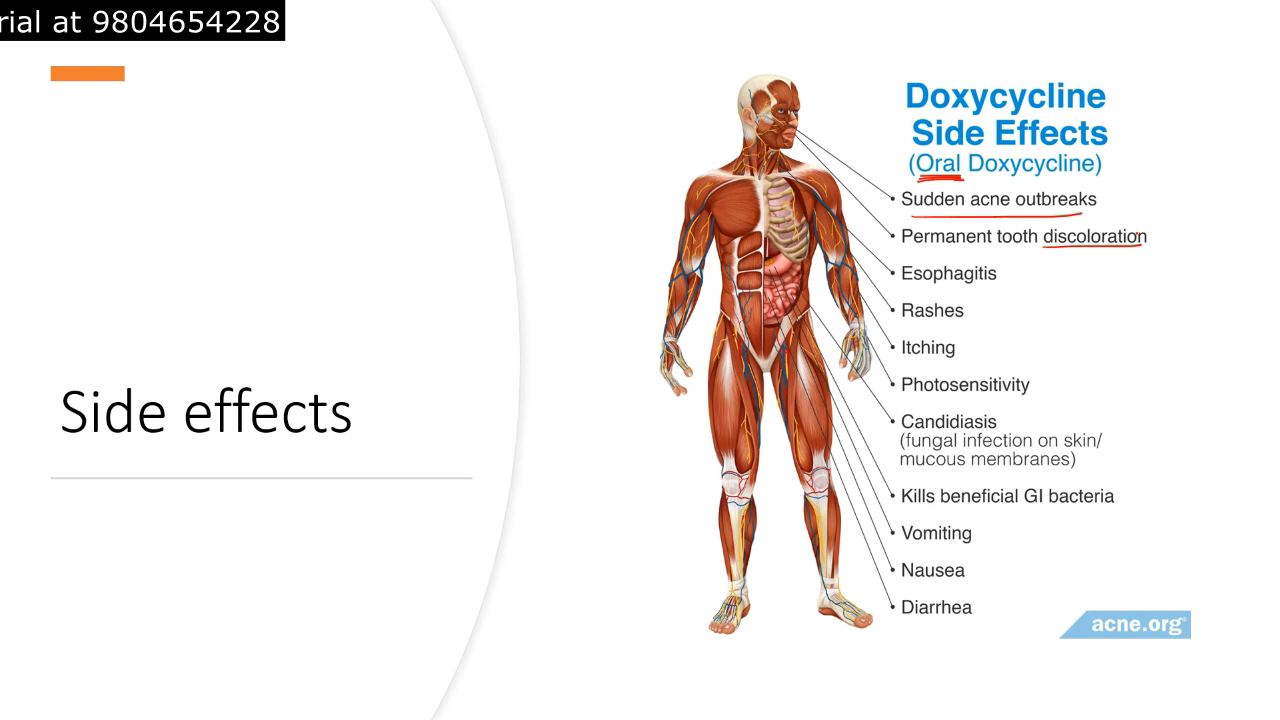 rial at 9804654228
Side effects
Doxycycline
Side Effects
(Oral Doxycycline)
Sudden acne outbreaks
Permanent tooth discoloration
Esophagitis
Rashes
Itching
Photosensitivity
Candidiasis
(fungal infection on skin/
mucous membranes)
Kills beneficial GI bacteria
Vomiting
Nausea
Diarrhea
acne.org